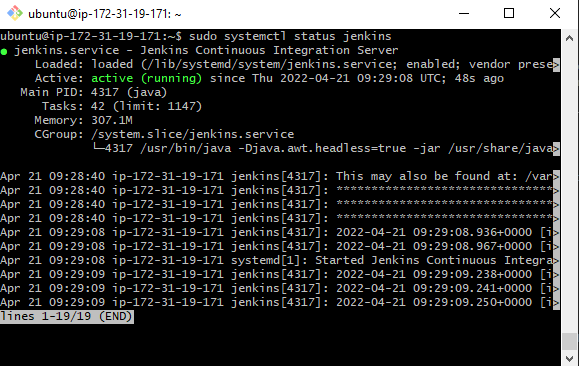 ubuntu@ip-172-31-19-171: ~
ubuntu@ip-172-31-19-171:~$ sudo systemctl status jenkins
● jenkins.service - Jenkins Continuous Integration Server
Loaded: loaded (/lib/systemd/system/jenkins.service; enabled; vendor prese>
Active: active (running) since Thu 2022-04-21 09:29:08 UTC; 48s ago
Main PID: 4317 (java)
Tasks: 42 (limit: 1147)
Memory: 307.1M
CGroup: /system.slice/jenkins.service
└─4317 /usr/bin/java -Djava.awt.headless=true -jar /usr/share/java>
Apr 21 09:28:40 ip-172-31-19-171 jenkins[4317]: This may also be found at: /var>
Apr 21 09:28:40 ip-172-31-19-171 jenkins[4317]: *******************************>
Apr 21 09:28:40 ip-172-31-19-171 jenkins[4317]: *******************************>
Apr 21 09:28:40 ip-172-31-19-171 jenkins[4317]: *******************************>
Apr 21 09:29:08 ip-172-31-19-171 jenkins[4317]: 2022-04-21 09:29:08.936+0000 [i>
Apr 21 09:29:08 ip-172-31-19-171 jenkins[4317]: 2022-04-21 09:29:08.967+0000 [i>
Apr 21 09:29:08 ip-172-31-19-171 systemd[1]: Started Jenkins Continuous Integra>
Apr 21 09:29:09 ip-172-31-19-171 jenkins[4317]: 2022-04-21 09:29:09.238+0000 [i>
Apr 21 09:29:09 ip-172-31-19-171 jenkins[4317]: 2022-04-21 09:29:09.241+0000 [i>
Apr 21 09:29:09 ip-172-31-19-171 jenkins[4317]: 2022-04-21 09:29:09.250+0000 [i>
lines 1-19/19 (END)